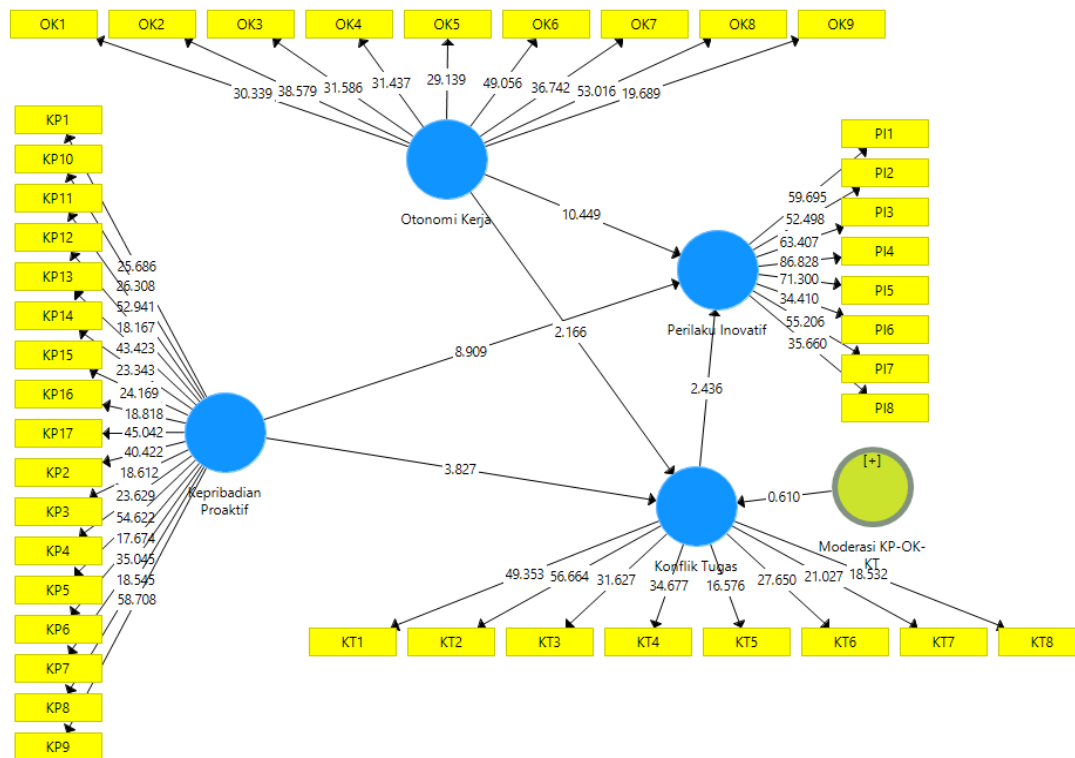 OK1 OK2 OK3 OK4 OK5 OK6 OK7 OK8 OK9
30.339 38.579 31.586 31.437 29.139 49.056 36.742 53.016 19.689
Otonomi Kerja
KP1
KP10
KP11
KP12
KP13
KP14
KP15
KP16
KP17
KP2
KP3
KP4
KP5
KP6
KP7
KP8
KP9
25.686
26.308
52.941
18.167
43.423
23.343
24.169
18.818
45.042
40.422
18.612
23.629
54.622
17.674
35.045
18.545
58.708
Kepribadian
Proaktif
10.449
8.909
2.166
3.827
2.436
0.610
Perilaku Inovatif
59.695
52.498
63.407
86.828
71.300
34.410
55.206
35.660
PI1
PI2
PI3
PI4
PI5
PI6
PI7
PI8
[+]
Moderasi KP-OK-
KT
Konflik Tugas
49.353 56.664 31.627 34.677 16.576 27.650 21.027 18.532
KT1 KT2 KT3 KT4 KT5 KT6 KT7 KT8